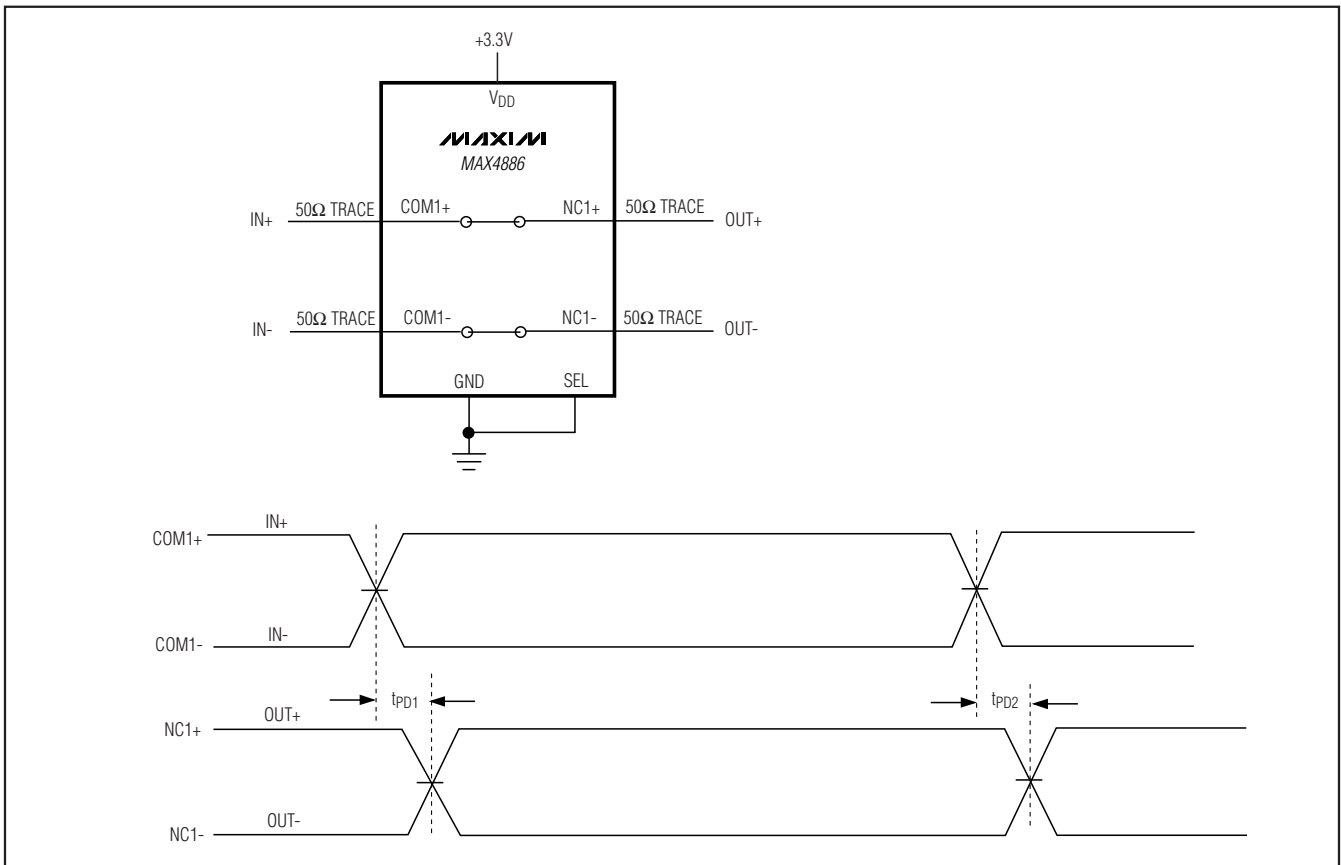 +3.3V
VDD
MAXIM
MAX4886
IN+ 50Ω TRACE COM1+ NC1+ 50Ω TRACE OUT+
IN- 50Ω TRACE COM1- NC1- 50Ω TRACE OUT-
GND SEL
IN+
COM1+
IN-
COM1-
tPD1 tPD2
OUT+
NC1+
OUT-
NC1-